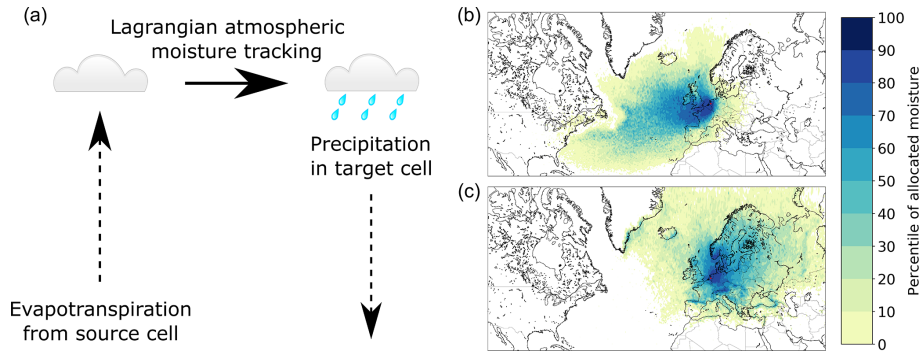 (a)
Lagrangian atmospheric
moisture tracking
Precipitation
in target cell
Evapotranspiration
from source cell
(b)
(c)
100
90
80
70
60
50
40
30
20
10
0
Percentile of allocated moisture